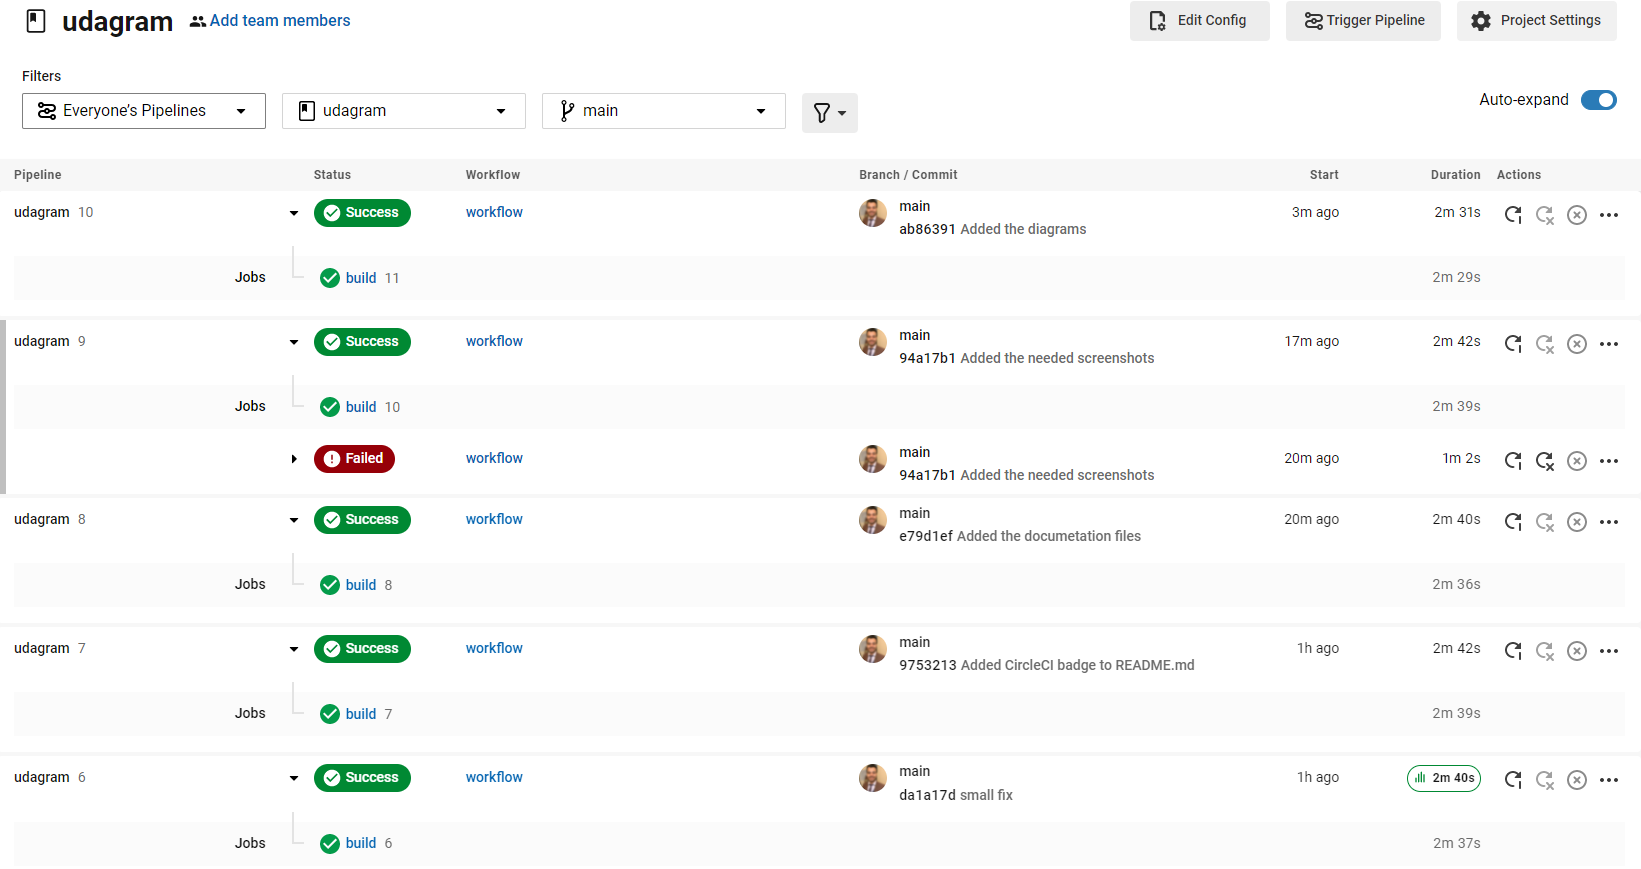 udagram Add team members Edit Config Trigger Pipeline Project Settings
Filters
Everyone’s Pipelines udagram main Auto-expand
Pipeline Status Workflow Branch / Commit Start Duration Actions
udagram 10 Success workflow main 3m ago 2m 31s
ab86391 Added the diagrams
Jobs build 11 2m 29s
udagram 9 Success workflow main 17m ago 2m 42s
94a17b1 Added the needed screenshots
Jobs build 10 2m 39s
Failed workflow main 20m ago 1m 2s
94a17b1 Added the needed screenshots
udagram 8 Success workflow main 20m ago 2m 40s
e79d1ef Added the documetation files
Jobs build 8 2m 36s
udagram 7 Success workflow main 1h ago 2m 42s
9753213 Added CircleCI badge to README.md
Jobs build 7 2m 39s
udagram 6 Success workflow main 1h ago 2m 40s
da1a17d small fix
Jobs build 6 2m 37s